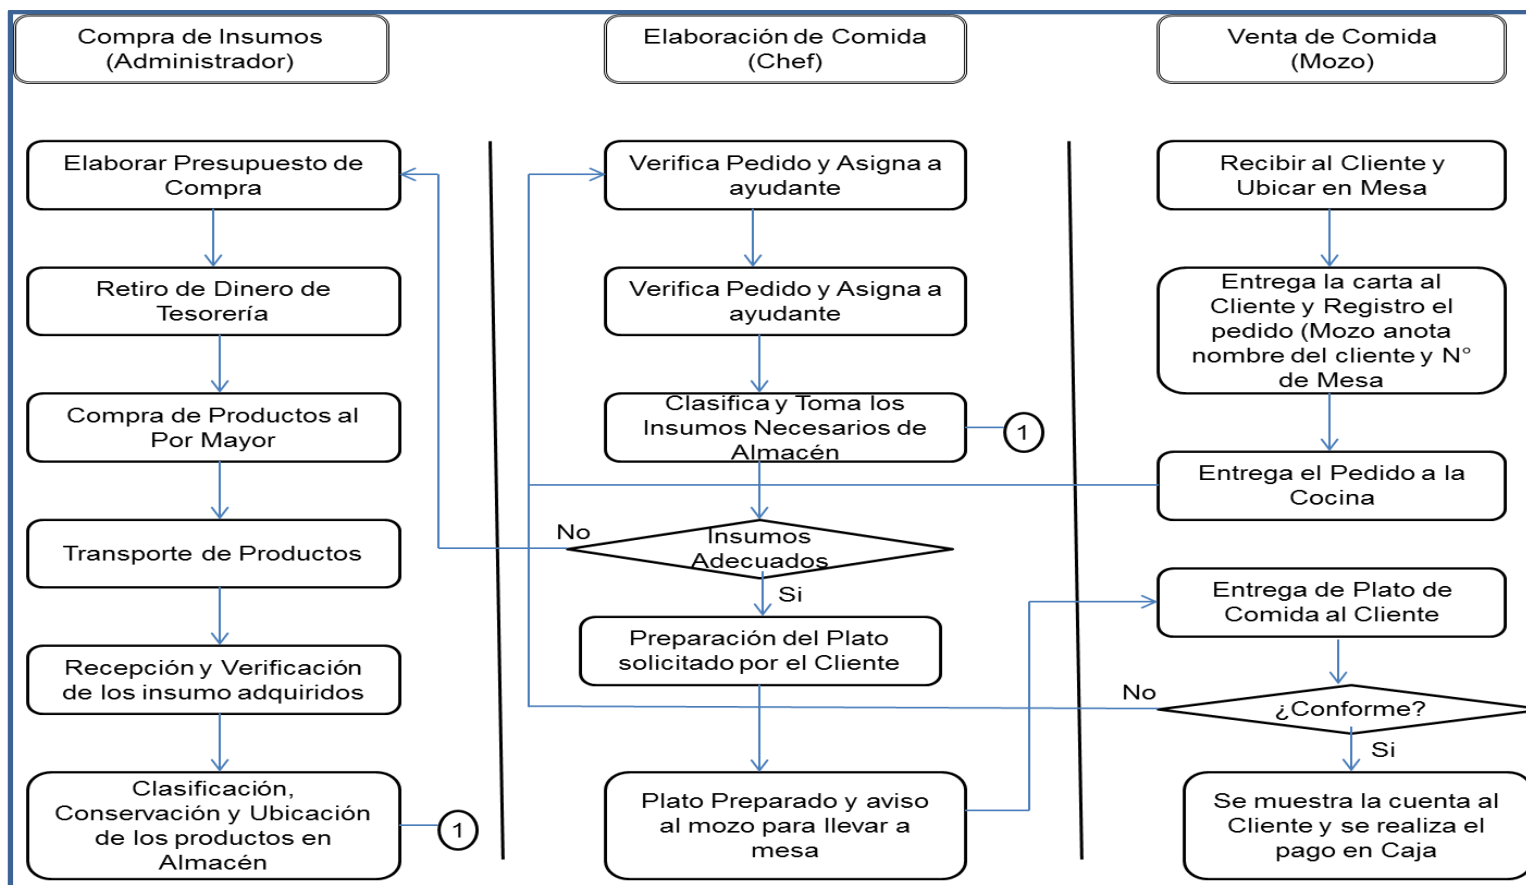 Compra de Insumos
(Administrador)
Elaborar Presupuesto de
Compra
Retiro de Dinero de
Tesorería
Compra de Productos al
Por Mayor
Transporte de Productos
Recepción y Verificación
de los insumo adquiridos
Clasificación,
Conservación y Ubicación
de los productos en
Almacén
1
Elaboración de Comida
(Chef)
Verifica Pedido y Asigna a
ayudante
Verifica Pedido y Asigna a
ayudante
Clasifica y Toma los
Insumos Necesarios de
Almacén
1
No
Insumos
Adecuados
Si
Preparación del Plato
solicitado por el Cliente
Plato Preparado y aviso
al mozo para llevar a
mesa
Venta de Comida
(Mozo)
Recibir al Cliente y
Ubicar en Mesa
Entrega la carta al
Cliente y Registro el
pedido (Mozo anota
nombre del cliente y N°
de Mesa
Entrega el Pedido a la
Cocina
Entrega de Plato de
Comida al Cliente
No
¿Conforme?
Si
Se muestra la cuenta al
Cliente y se realiza el
pago en Caja